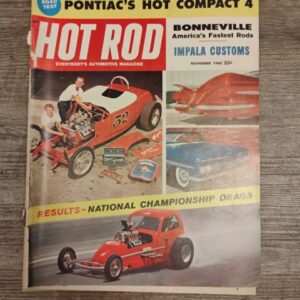 ROAD
TEST
PONTIAC'S HOT COMPACT 4
HOT ROD
EVERYBODY'S AUTOMOTIVE MAGAZINE
BONNEVILLE
America's Fastest Rods
IMPALA CUSTOMS
NOVEMBER 1960 35¢
32
RESULTS – NATIONAL CHAMPIONSHIP DRAGS